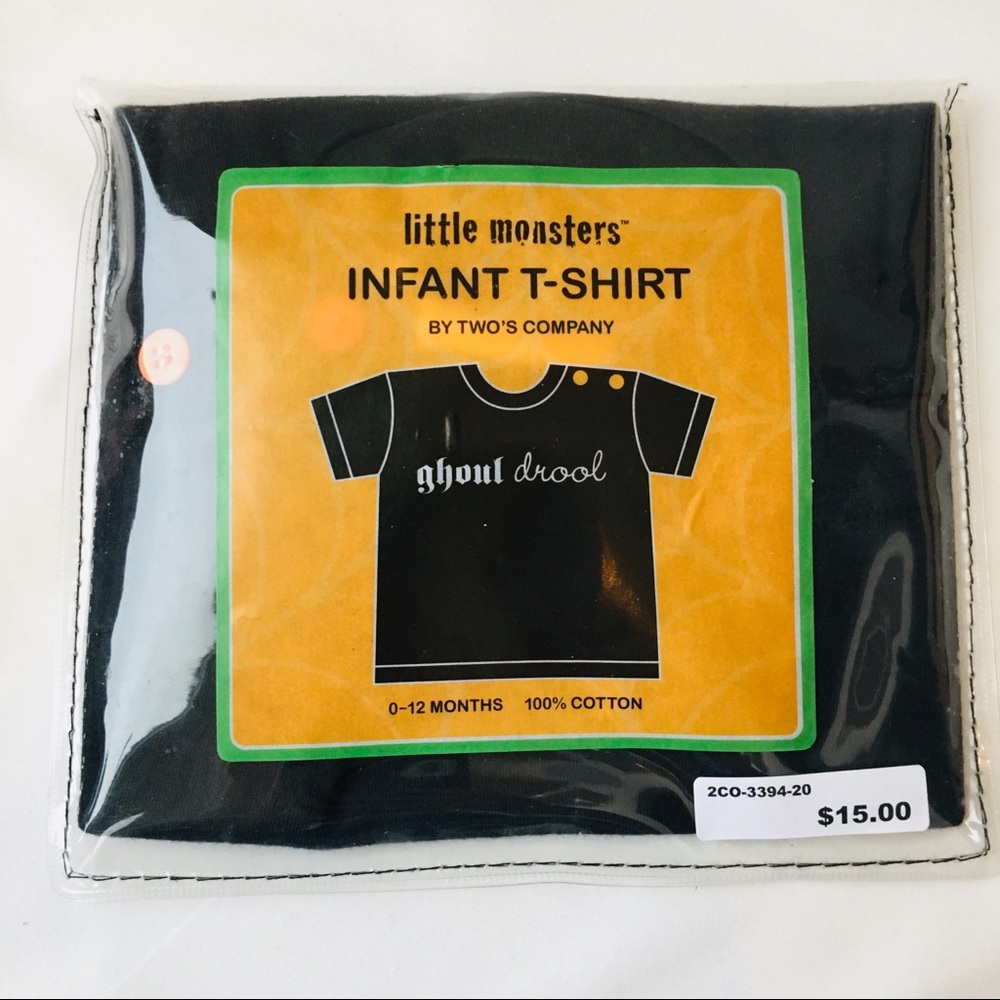 little monsters™
INFANT T-SHIRT
BY TWO'S COMPANY
ghoul drool
0-12 MONTHS 100% COTTON
2CO-3394-20
$15.00